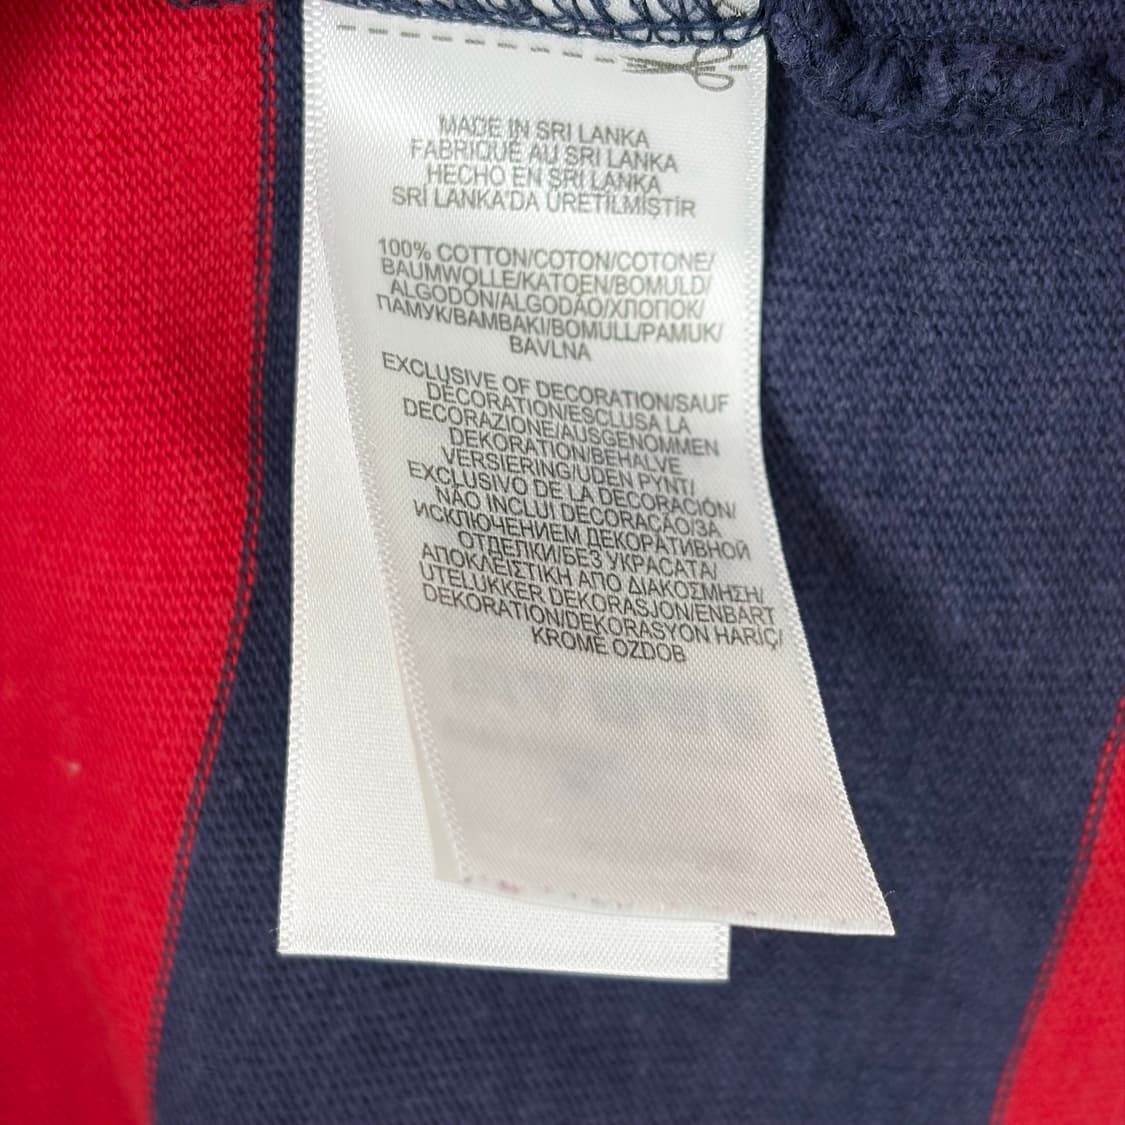 MADE IN SRI LANKA
FABRIQUÉ AU SRI LANKA
HECHO EN SRI LANKA
SRİ LANKA'DA ÜRETİLMİŞTİR
100% COTTON/COTON/COTONE/
BAUMWOLLE/KATOEN/BOMULD/
ALGODÓN/ALGODÃO/ХЛОПОК/
ПАМУК/ΒΑΜΒΑΚΙ/BOMULL/PAMUK/
BAVLNA
EXCLUSIVE OF DECORATION/SAUF
DÉCORATION/ESCLUSA LA
DECORAZIONE/AUSGENOMMEN
DEKORATION/BEHALVE
VERSIERING/UDEN PYNT/
EXCLUSIVO DE LA DECORACIÓN/
NÃO INCLUI DECORAÇÃO/ЗА
ИСКЛЮЧЕНИЕМ ДЕКОРАТИВНОЙ
ОТДЕЛКИ/БЕЗ УКРАСАТА/
ΑΠΟΚΛΕΙΣΤΙΚΗ ΑΠΟ ΔΙΑΚΟΣΜΗΣΗ/
UTELUKKER DEKORASJON/ENBART
DEKORATION/DEKORASYON HARİÇ/
KROMĚ OZDOB